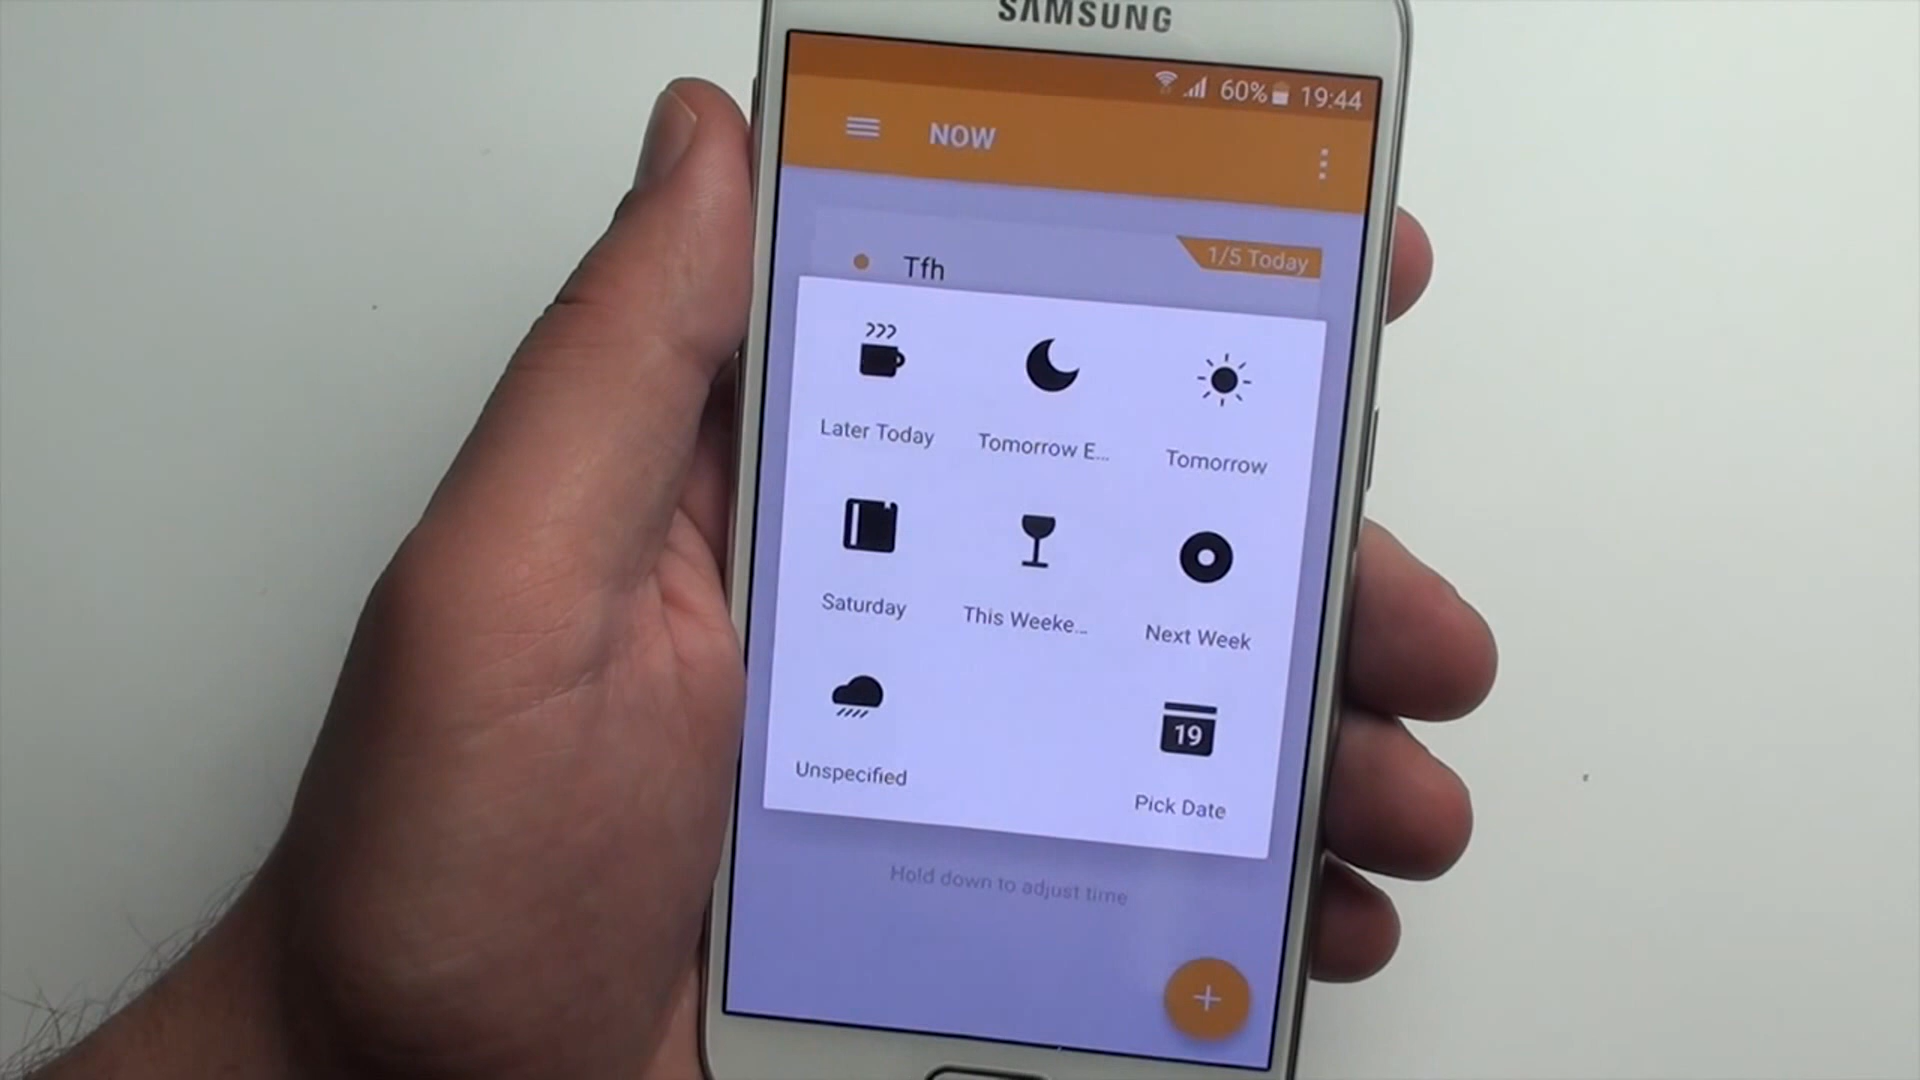 SAMSUNG
60% 19:44
NOW
Tfh
1/5 Today
Later Today
Tomorrow E...
Tomorrow
Saturday
This Weeke...
Next Week
19
Unspecified
Pick Date
Hold down to adjust time
+